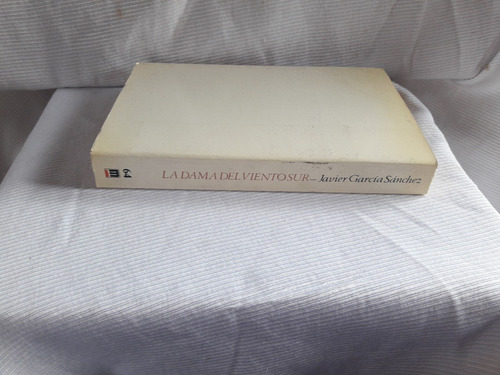 LA DAMA DEL VIENTO SUR – Javier García Sánchez